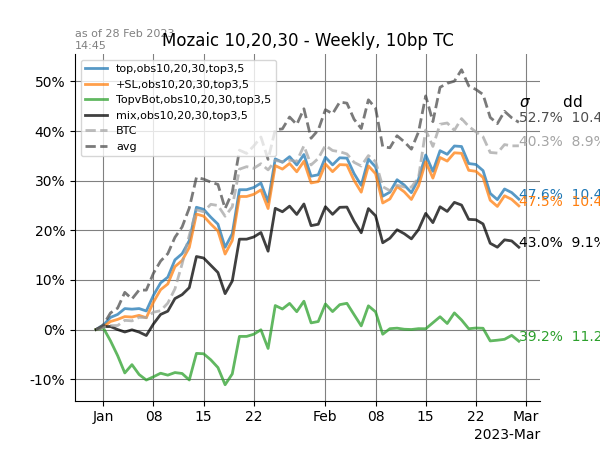 as of 28 Feb 2023
14:45
Mozaic 10,20,30 - Weekly, 10bp TC
top,obs10,20,30,top3,5
+SL,obs10,20,30,top3,5
TopvBot,obs10,20,30,top3,5
mix,obs10,20,30,top3,5
BTC
avg
50%
40%
30%
20%
10%
0%
-10%
σ dd
52.7% 10.4
40.3% 8.9%
47.6% 10.4
47.5% 10.4
43.0% 9.1%
39.2% 11.2
Jan 08 15 22 Feb 08 15 22 Mar
2023-Mar